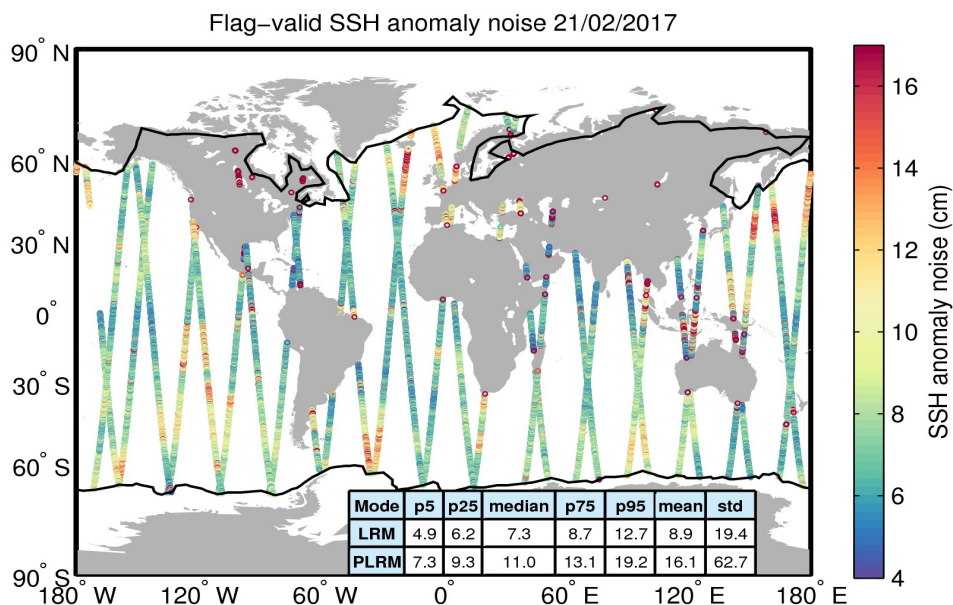 Flag−valid SSH anomaly noise 21/02/2017
90° N
60° N
30° N
0°
30° S
60° S
90° S
180° W
120° W
60° W
0°
60° E
120° E
180° E
16
14
12
10
8
6
4
SSH anomaly noise (cm)
Mode p5 p25 median p75 p95 mean std
LRM 4.9 6.2 7.3 8.7 12.7 8.9 19.4
PLRM 7.3 9.3 11.0 13.1 19.2 16.1 62.7